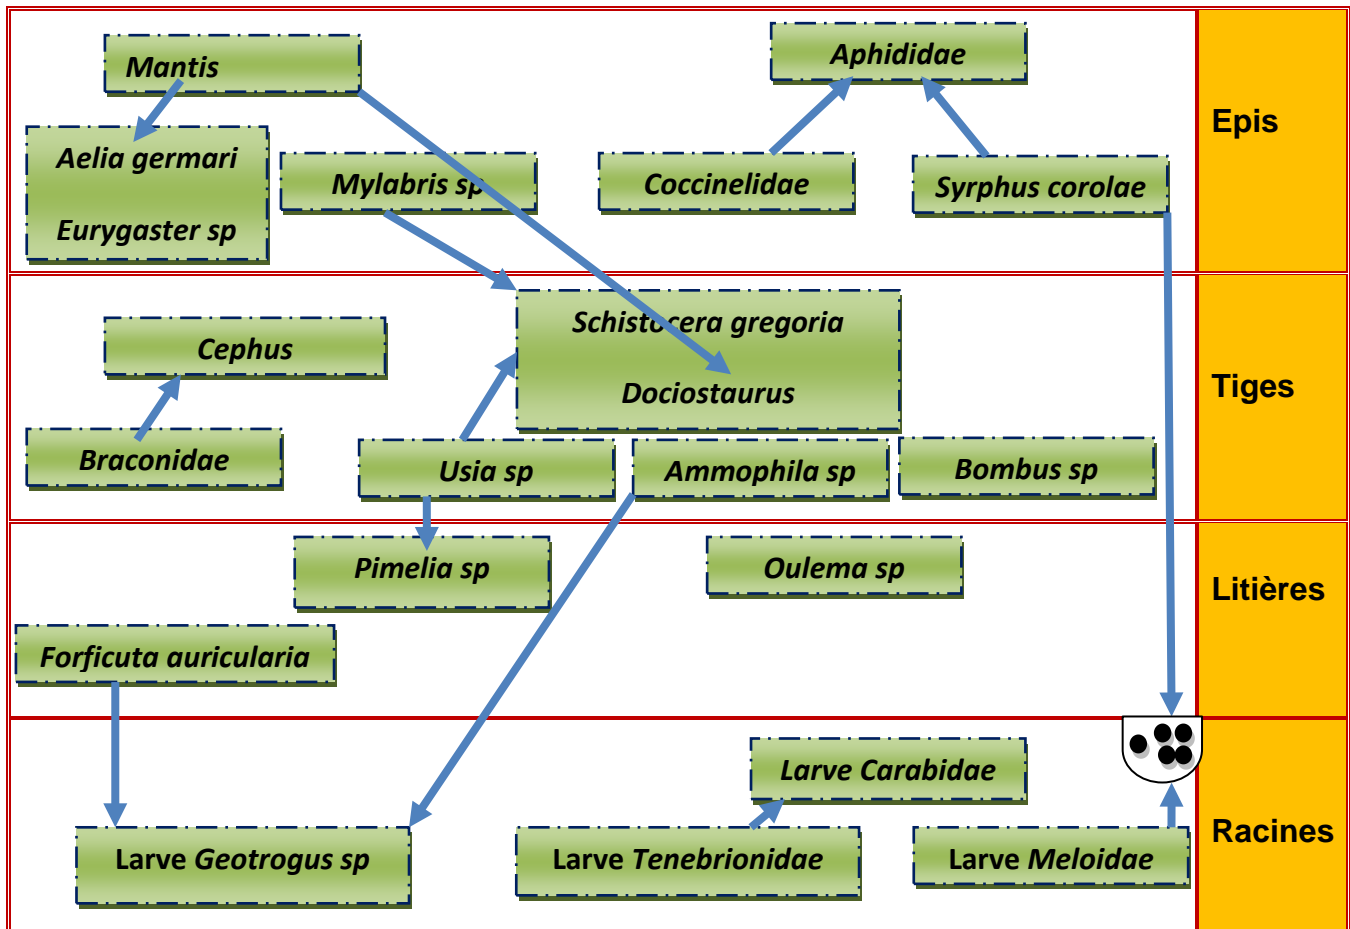 Mantis
Aphididae
Epis
Aelia germari
Eurygaster sp
Mylabris sp
Coccinelidae
Syrphus corolae
Schistocera gregoria
Dociostaurus
Cephus
Tiges
Braconidae
Usia sp
Ammophila sp
Bombus sp
Pimelia sp
Oulema sp
Litières
Forficuta auricularia
Larve Carabidae
Racines
Larve Geotrogus sp
Larve Tenebrionidae
Larve Meloidae